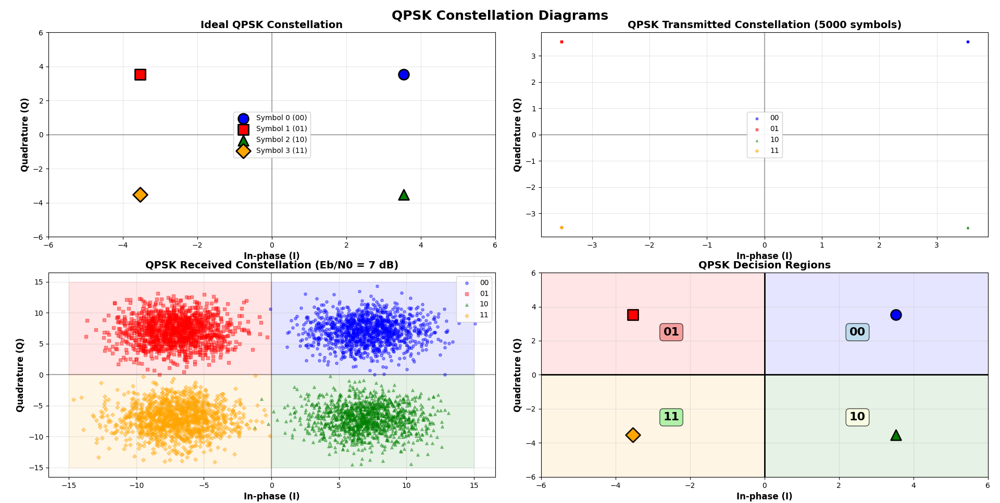 QPSK Constellation Diagrams
Ideal QPSK Constellation
6
4
2
0
−2
−4
−6
−6 −4 −2 0 2 4 6
Quadrature (Q)
In-phase (I)
Symbol 0 (00)
Symbol 1 (01)
Symbol 2 (10)
Symbol 3 (11)
QPSK Transmitted Constellation (5000 symbols)
3
2
1
0
−1
−2
−3
−3 −2 −1 0 1 2 3
Quadrature (Q)
In-phase (I)
00
01
10
11
QPSK Received Constellation (Eb/N0 = 7 dB)
15
10
5
0
−5
−10
−15
−15 −10 −5 0 5 10 15
Quadrature (Q)
In-phase (I)
00
01
10
11
QPSK Decision Regions
6
4
2
0
−2
−4
−6
−6 −4 −2 0 2 4 6
Quadrature (Q)
In-phase (I)
01 00
11 10